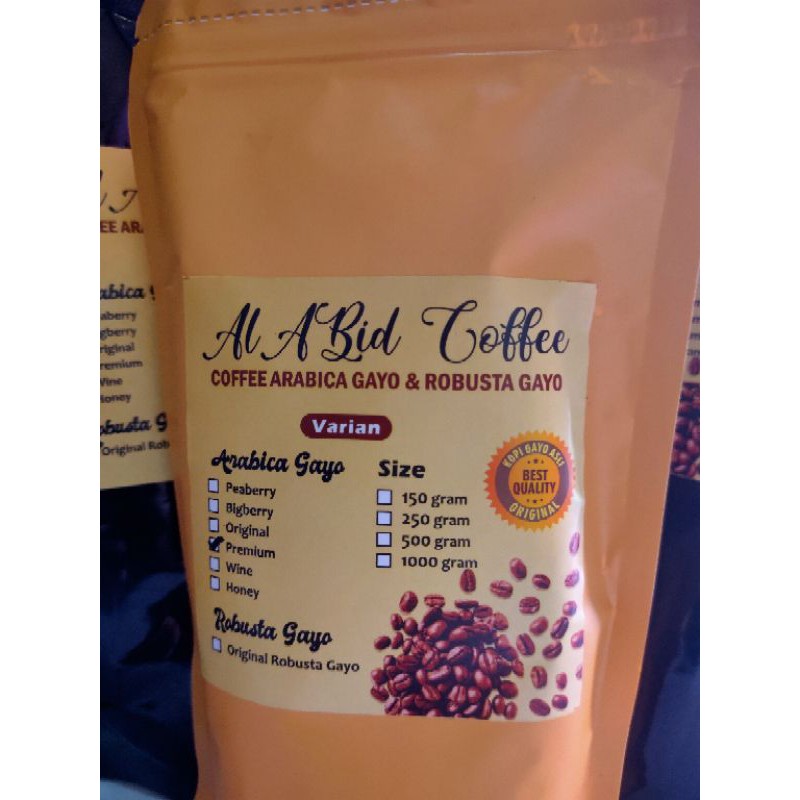 Al A Bid Coffee
COFFEE ARABICA GAYO & ROBUSTA GAYO
Varian
Arabica Gayo
Peaberry
Bigberry
Original
Premium
Wine
Honey
Robusta Gayo
Original Robusta Gayo
Size
150 gram
250 gram
500 gram
1000 gram
KOPI GAYO ASLI
BEST
QUALITY
ORIGINAL